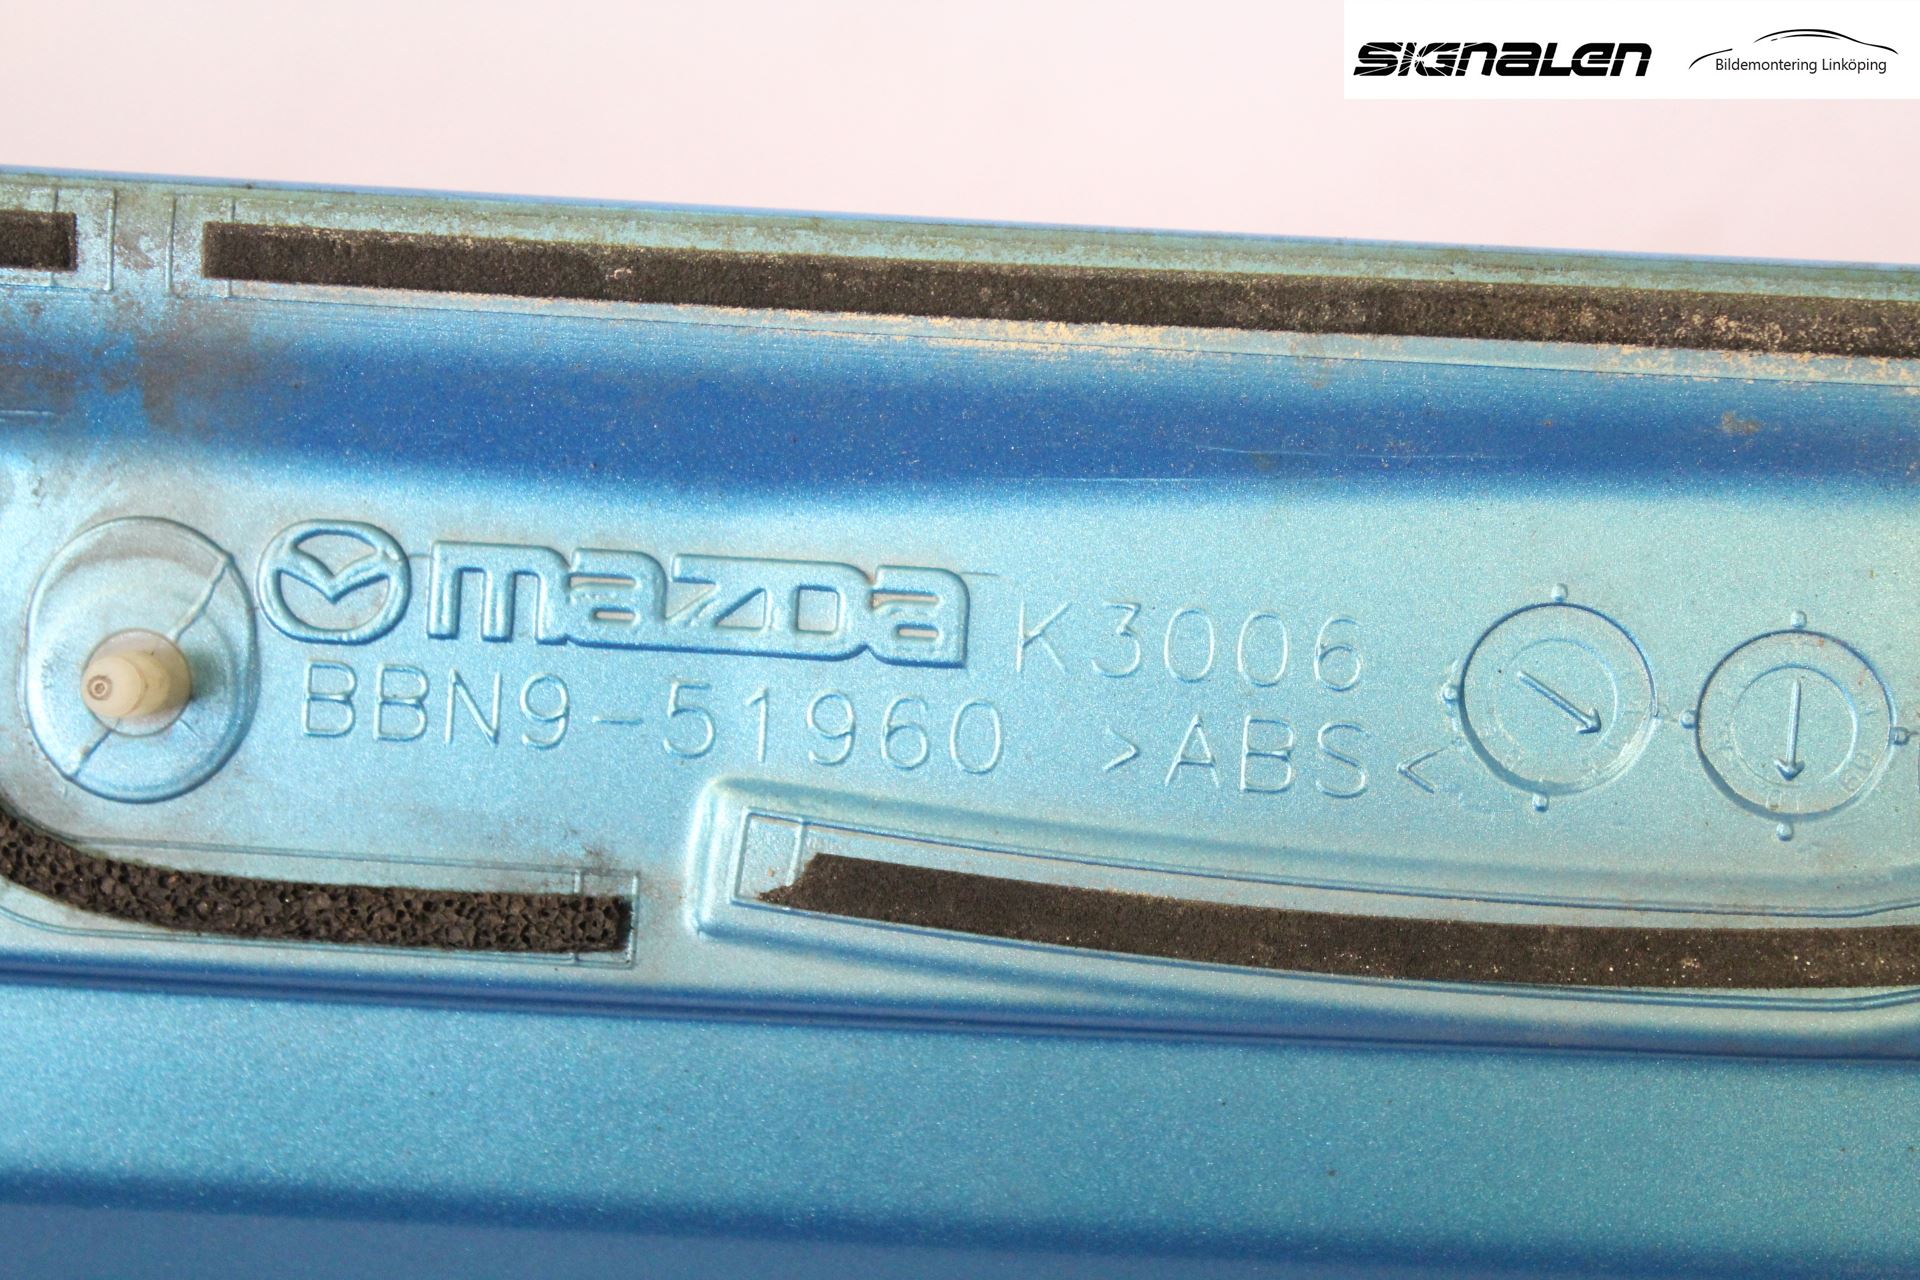 SIGNALEN
Bildemontering Linköping
mazda K3006
BBN9-51960 >ABS<